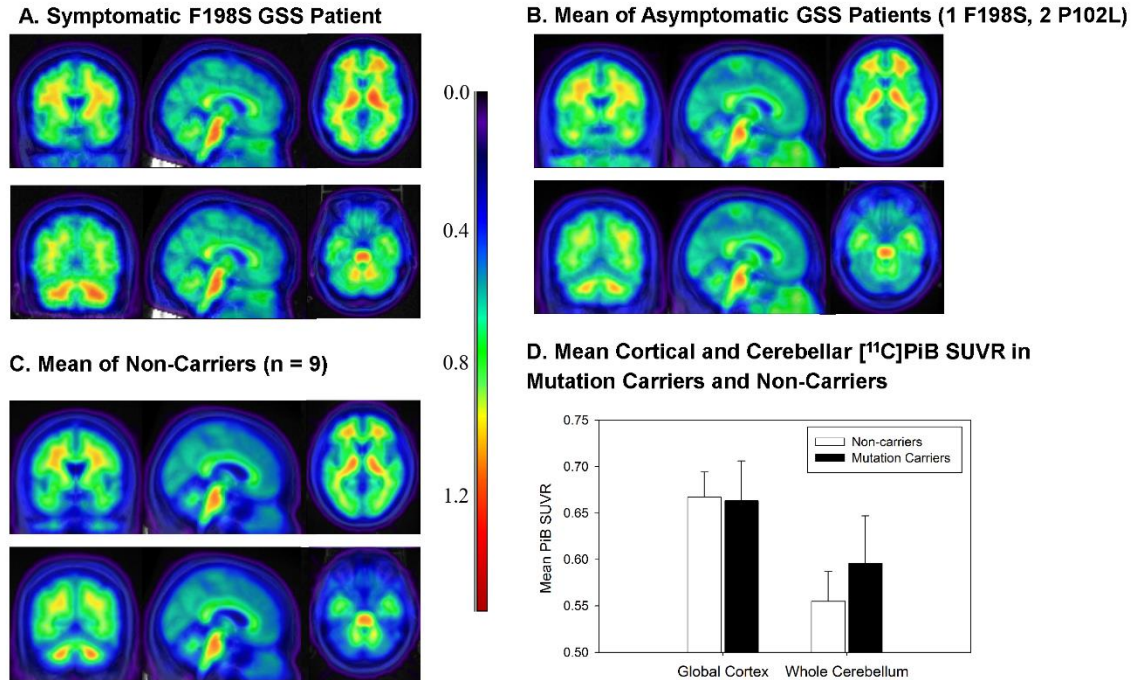 A. Symptomatic F198S GSS Patient
B. Mean of Asymptomatic GSS Patients (1 F198S, 2 P102L)
0.0
0.4
0.8
1.2
C. Mean of Non-Carriers (n = 9)
D. Mean Cortical and Cerebellar [¹¹C]PiB SUVR in
Mutation Carriers and Non-Carriers
Mean PiB SUVR
0.75
0.70
0.65
0.60
0.55
0.50
Non-carriers
Mutation Carriers
Global Cortex
Whole Cerebellum